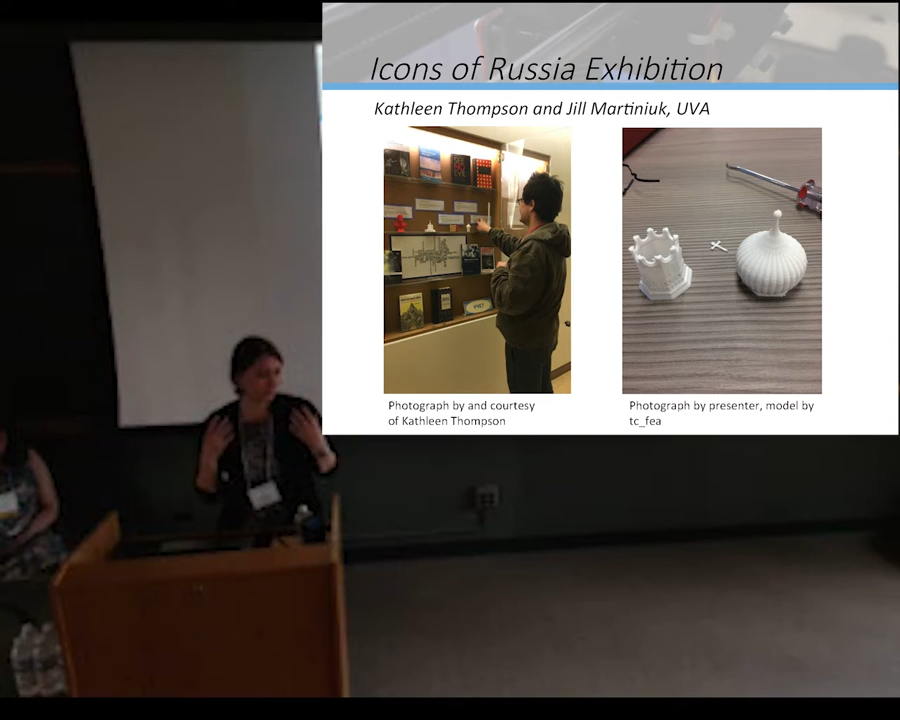 Icons of Russia Exhibition
Kathleen Thompson and Jill Martiniuk, UVA
Photograph by and courtesy
of Kathleen Thompson
Photograph by presenter, model by
tc_fea